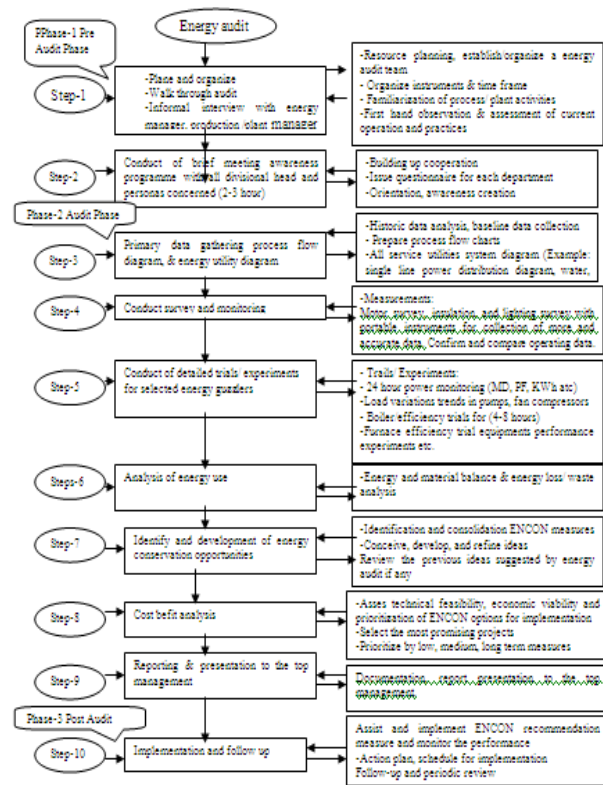 Energy audit
PPhase-1 Pre
Audit Phase
Step-1
-Plane and organize
-Walk through audit
-Informal interview with energy
manager, production /plant manager
-Resource planning, establish/organize a energy
audit team
- Organize instruments & time frame
- Familiarization of process/ plant activities
- First hand observation & assessment of current
operation and practices
Step-2
Conduct of brief meeting awareness
programme with all divisional head and
personas concerned (2-3 hour)
-Building up cooperation
-Issue questionnaire for each department
-Orientation, awareness creation
Phase-2 Audit Phase
Step-3
Primary data gathering process flow
diagram, & energy utility diagram
-Historic data analysis, baseline data collection
- Prepare process flow charts
-All service utilities system diagram (Example:
single line power distribution diagram, water,
Step-4
Conduct survey and monitoring
-Measurements:
Motor survey, insulation and lighting survey with
portable instruments for collection of more and
accurate data. Confirm and compare operating data.
Step-5
Conduct of detailed trials/ experiments
for selected energy guzzlers
- Trails/ Experiments:
- 24 hour power monitoring (MD, PF, KWh atc)
-Load variations trends in pumps, fan compressors
- Boiler/efficiency trials for (4-8 hours)
-Furnace efficiency trial equipments performance
experiments etc.
Steps-6
Analysis of energy use
-Energy and material balance & energy loss/ waste
analysis
Step-7
Identify and development of energy
conservation opportunities
-Identification and consolidation ENCON measures
-Conceive, develop, and refine ideas
Review the previous ideas suggested by energy
audit if any
Step-8
Cost befit analysis
-Asses technical feasibility, economic viability and
prioritization of ENCON options for implementation
-Select the most promising projects
-Prioritize by low, medium, long term measures
Step-9
Reporting & presentation to the top
management
Documentation, report presentation to the top
management.
Phase-3 Post Audit
Step-10
Implementation and follow up
Assist and implement ENCON recommendation
measure and monitor the performance
-Action plan, schedule for implementation
Follow-up and periodic review